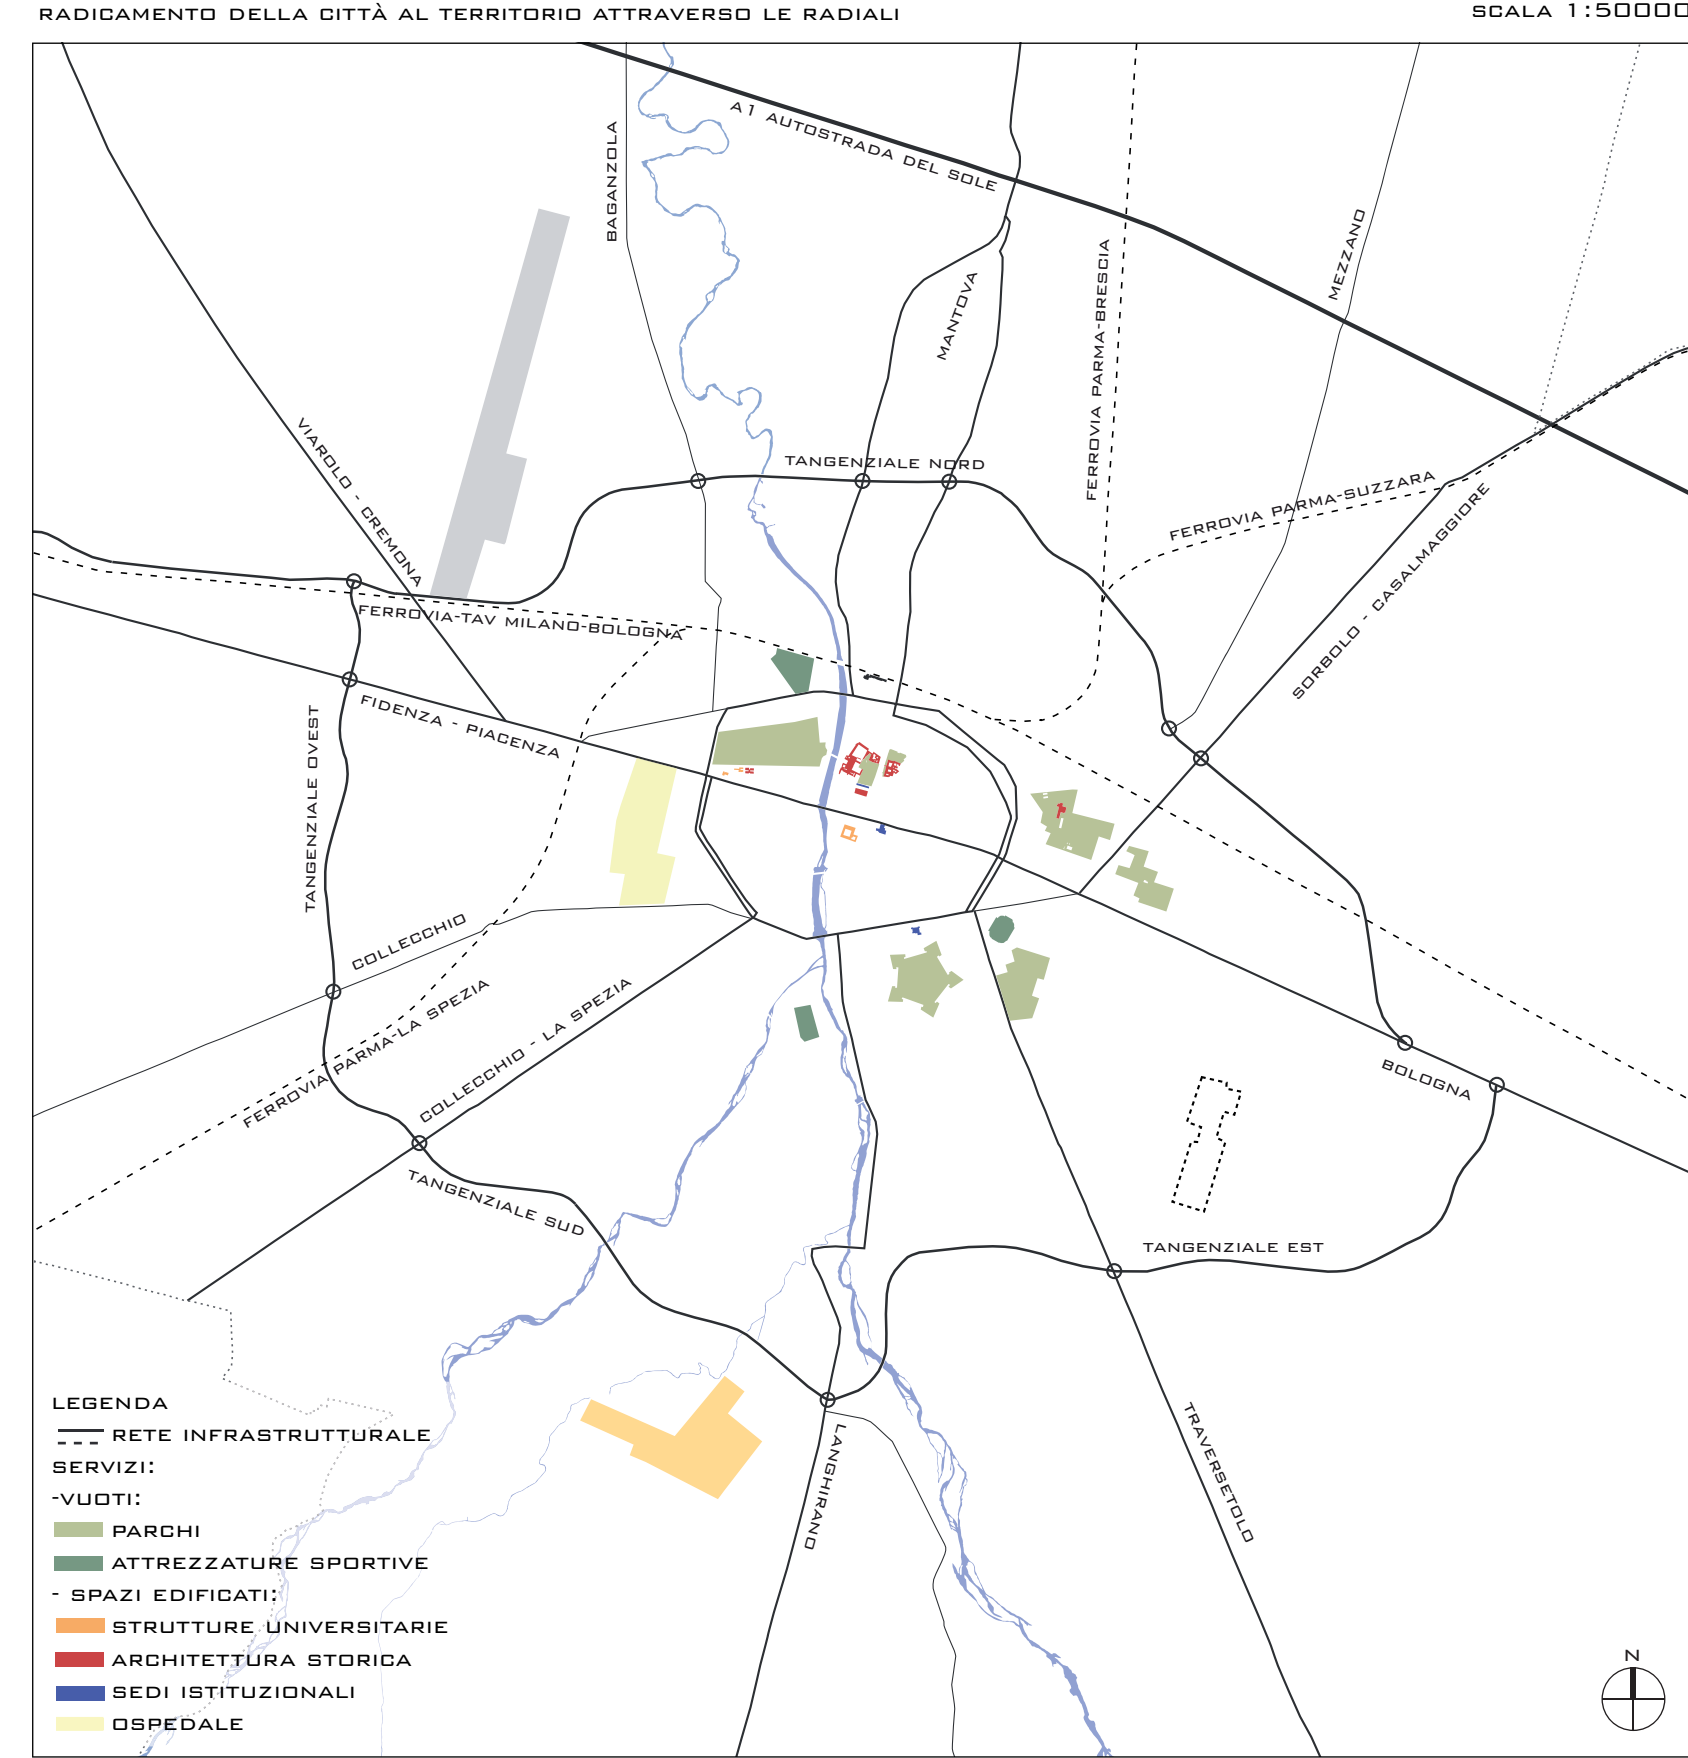 RADICAMENTO DELLA CITTÀ AL TERRITORIO ATTRAVERSO LE RADIALI
SCALA 1:50000
A1 AUTOSTRADA DEL SOLE
BAGANZOLA
MEZZANO
MANTOVA
FERROVIA PARMA-BRESCIA
VIAROLO - CREMONA
TANGENZIALE NORD
FERROVIA PARMA-SUZZARA
SORBOLO - CASALMAGGIORE
FERROVIA-TAV MILANO-BOLOGNA
FIDENZA - PIACENZA
TANGENZIALE OVEST
COLLECCHIO
FERROVIA PARMA-LA SPEZIA
COLLECCHIO - LA SPEZIA
BOLOGNA
TANGENZIALE SUD
TANGENZIALE EST
LANGHIRANO
TRAVERSETOLO
LEGENDA
RETE INFRASTRUTTURALE
SERVIZI:
-VUOTI:
PARCHI
ATTREZZATURE SPORTIVE
- SPAZI EDIFICATI:
STRUTTURE UNIVERSITARIE
ARCHITETTURA STORICA
SEDI ISTITUZIONALI
OSPEDALE
N